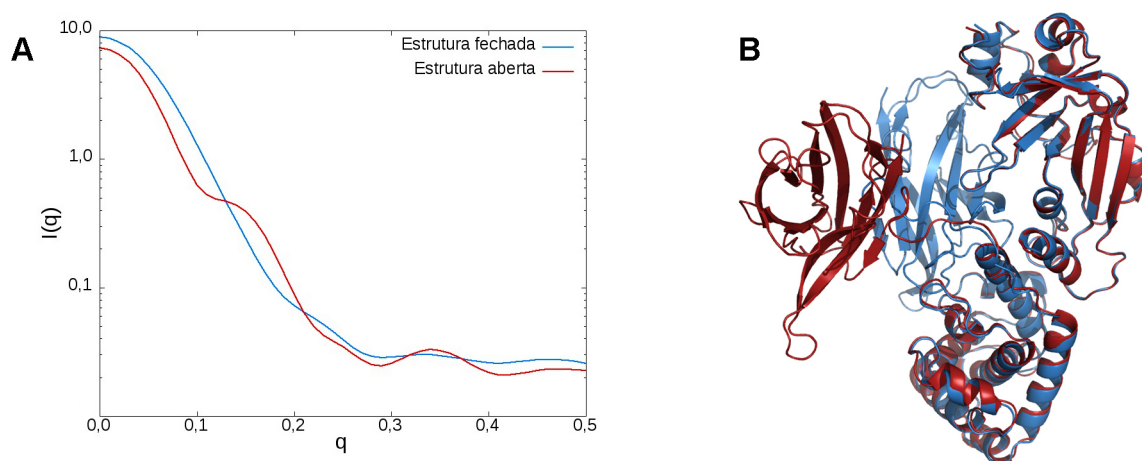 A
B
10,0
Estrutura fechada
Estrutura aberta
1,0
I(q)
0,1
0,0 0,1 0,2 0,3 0,4 0,5
q